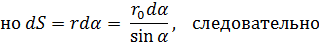 но dS = rdα = r₀dα / sin α, следовательно